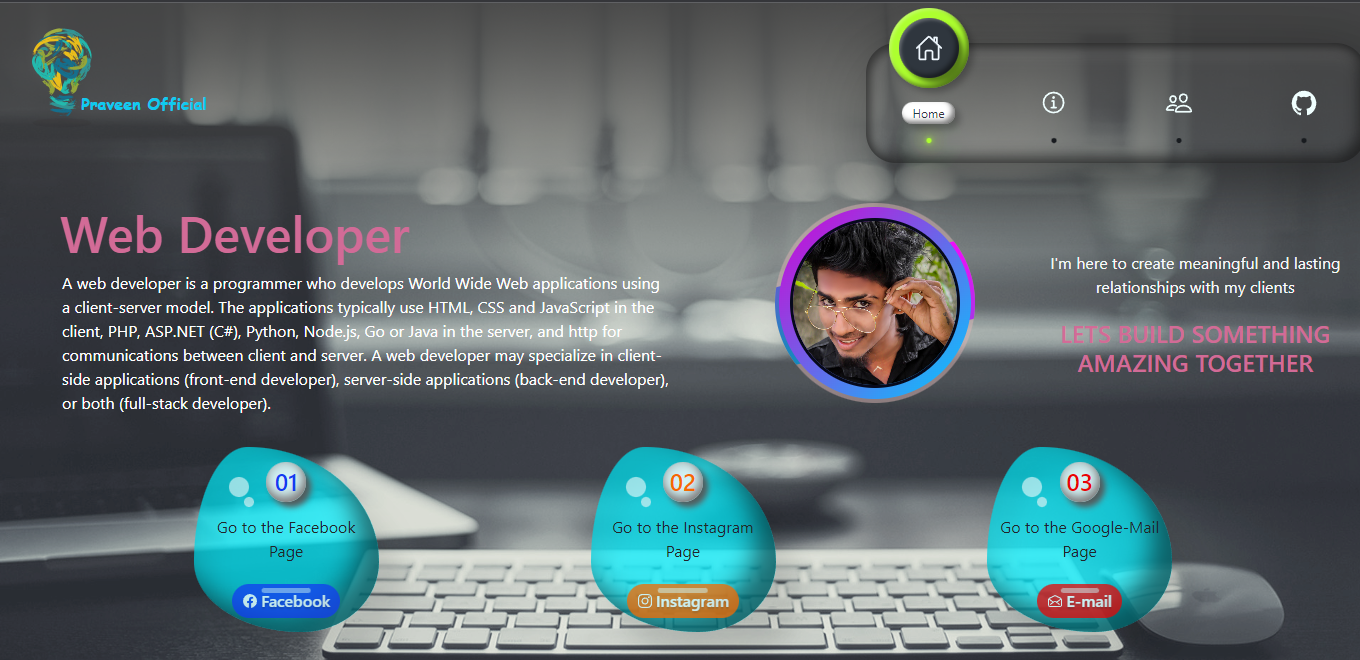 Praveen Official
Home
Web Developer
A web developer is a programmer who develops World Wide Web applications using
a client-server model. The applications typically use HTML, CSS and JavaScript in the
client, PHP, ASP.NET (C#), Python, Node.js, Go or Java in the server, and http for
communications between client and server. A web developer may specialize in client-
side applications (front-end developer), server-side applications (back-end developer),
or both (full-stack developer).
I'm here to create meaningful and lasting
relationships with my clients
LETS BUILD SOMETHING
AMAZING TOGETHER
01
Go to the Facebook
Page
Facebook
02
Go to the Instagram
Page
Instagram
03
Go to the Google-Mail
Page
E-mail